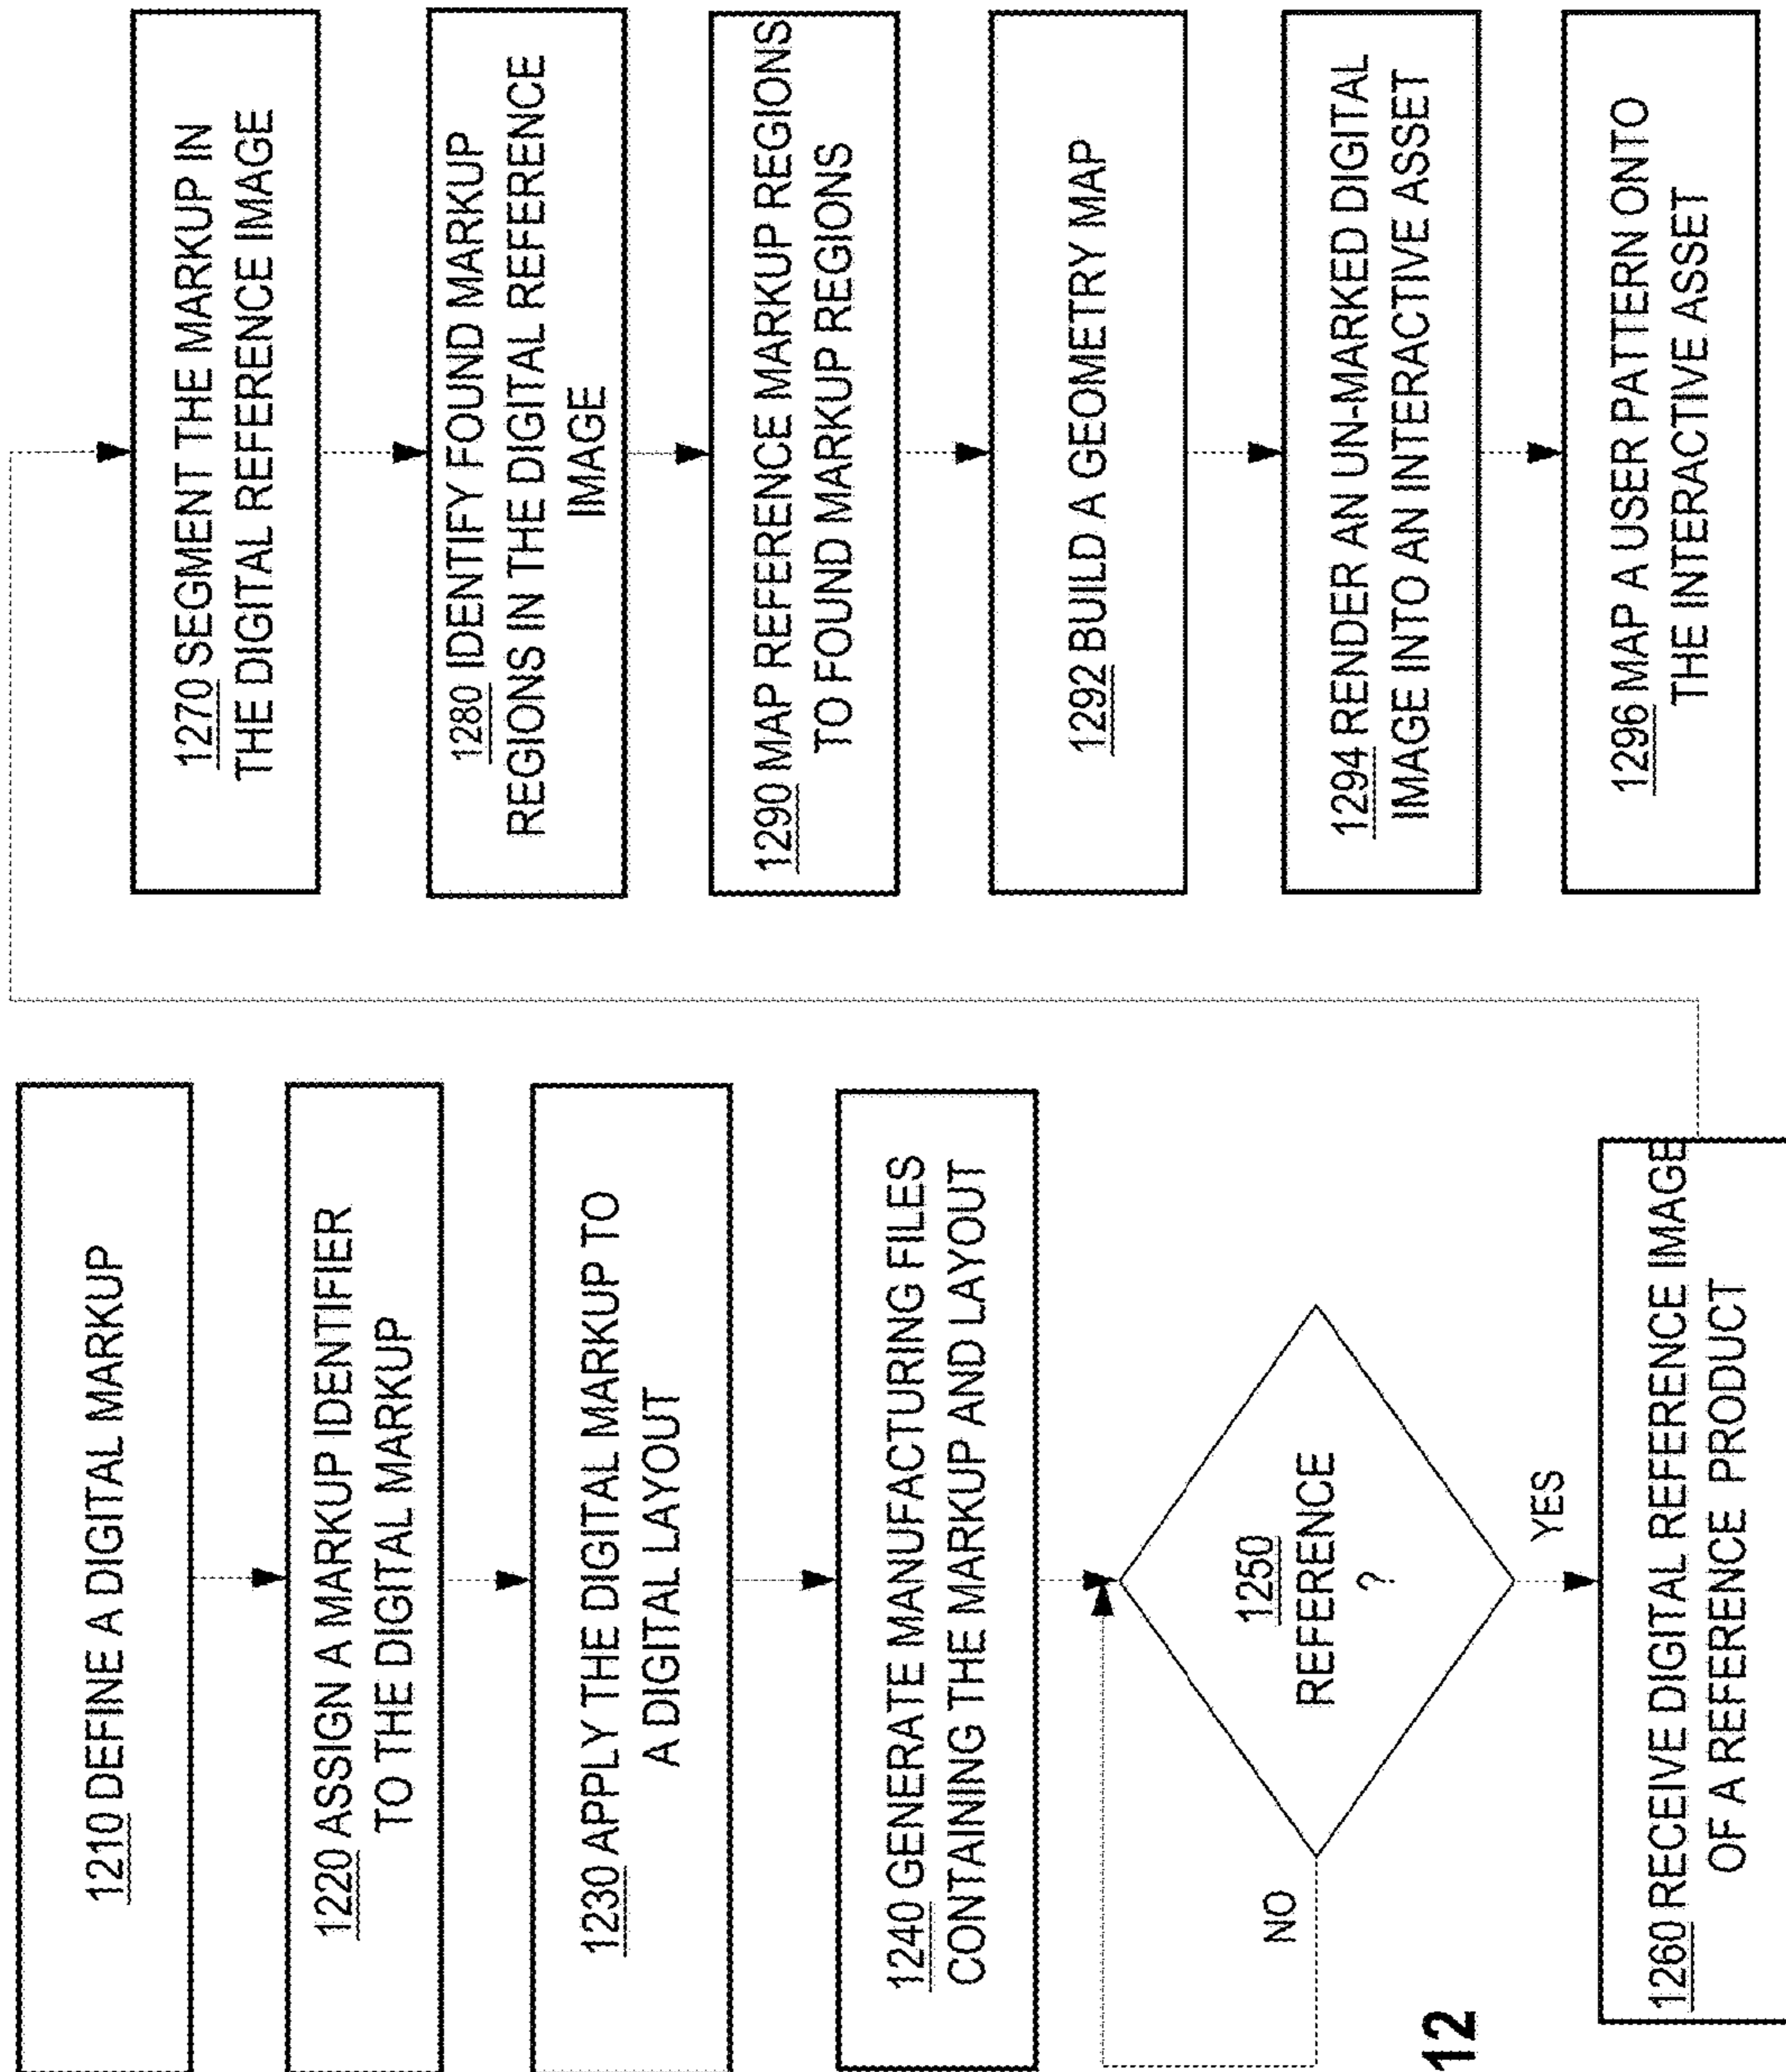 1210 DEFINE A DIGITAL MARKUP
1220 ASSIGN A MARKUP IDENTIFIER
TO THE DIGITAL MARKUP
1230 APPLY THE DIGITAL MARKUP TO
A DIGITAL LAYOUT
1240 GENERATE MANUFACTURING FILES
CONTAINING THE MARKUP AND LAYOUT
1250
REFERENCE
?
NO
YES
1260 RECEIVE DIGITAL REFERENCE IMAGE
OF A REFERENCE PRODUCT
1270 SEGMENT THE MARKUP IN
THE DIGITAL REFERENCE IMAGE
1280 IDENTIFY FOUND MARKUP
REGIONS IN THE DIGITAL REFERENCE
IMAGE
1290 MAP REFERENCE MARKUP REGIONS
TO FOUND MARKUP REGIONS
1292 BUILD A GEOMETRY MAP
1294 RENDER AN UN-MARKED DIGITAL
IMAGE INTO AN INTERACTIVE ASSET
1296 MAP A USER PATTERN ONTO
THE INTERACTIVE ASSET
12